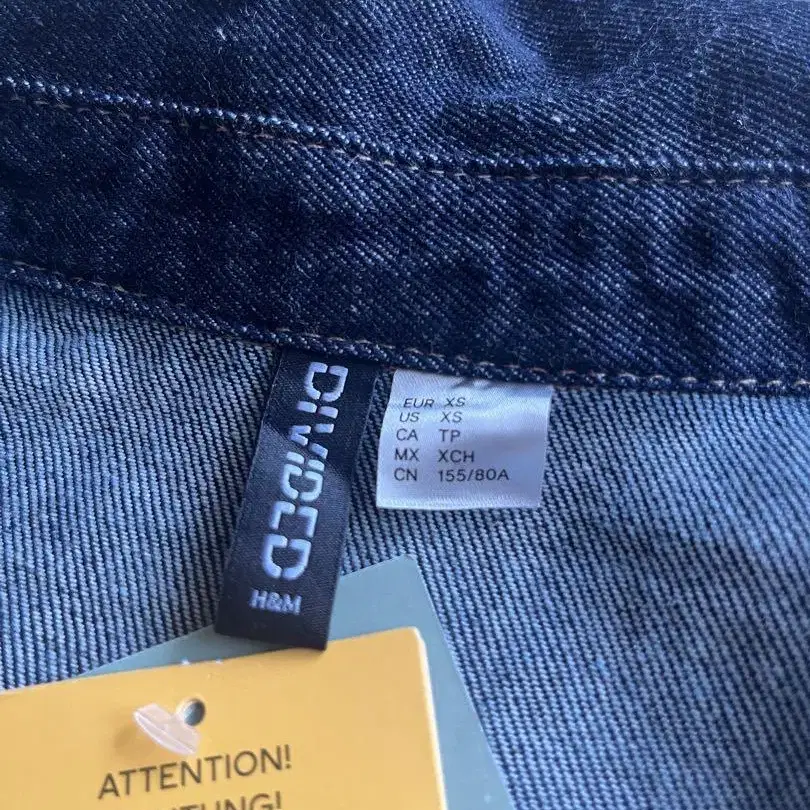 DIVIDED
H&M
EUR XS
US XS
CA TP
MX XCH
CN 155/80A
ATTENTION!